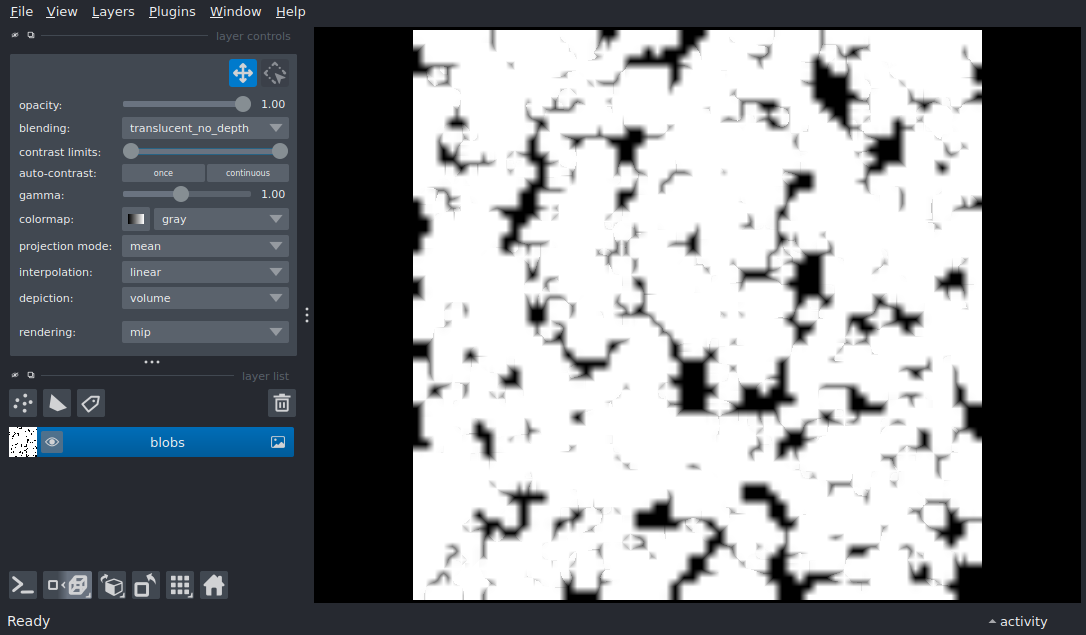 File View Layers Plugins Window Help
layer controls
opacity: 1.00
blending: translucent_no_depth
contrast limits:
auto-contrast: once continuous
gamma: 1.00
colormap: gray
projection mode: mean
interpolation: linear
depiction: volume
rendering: mip
layer list
blobs
Ready activity